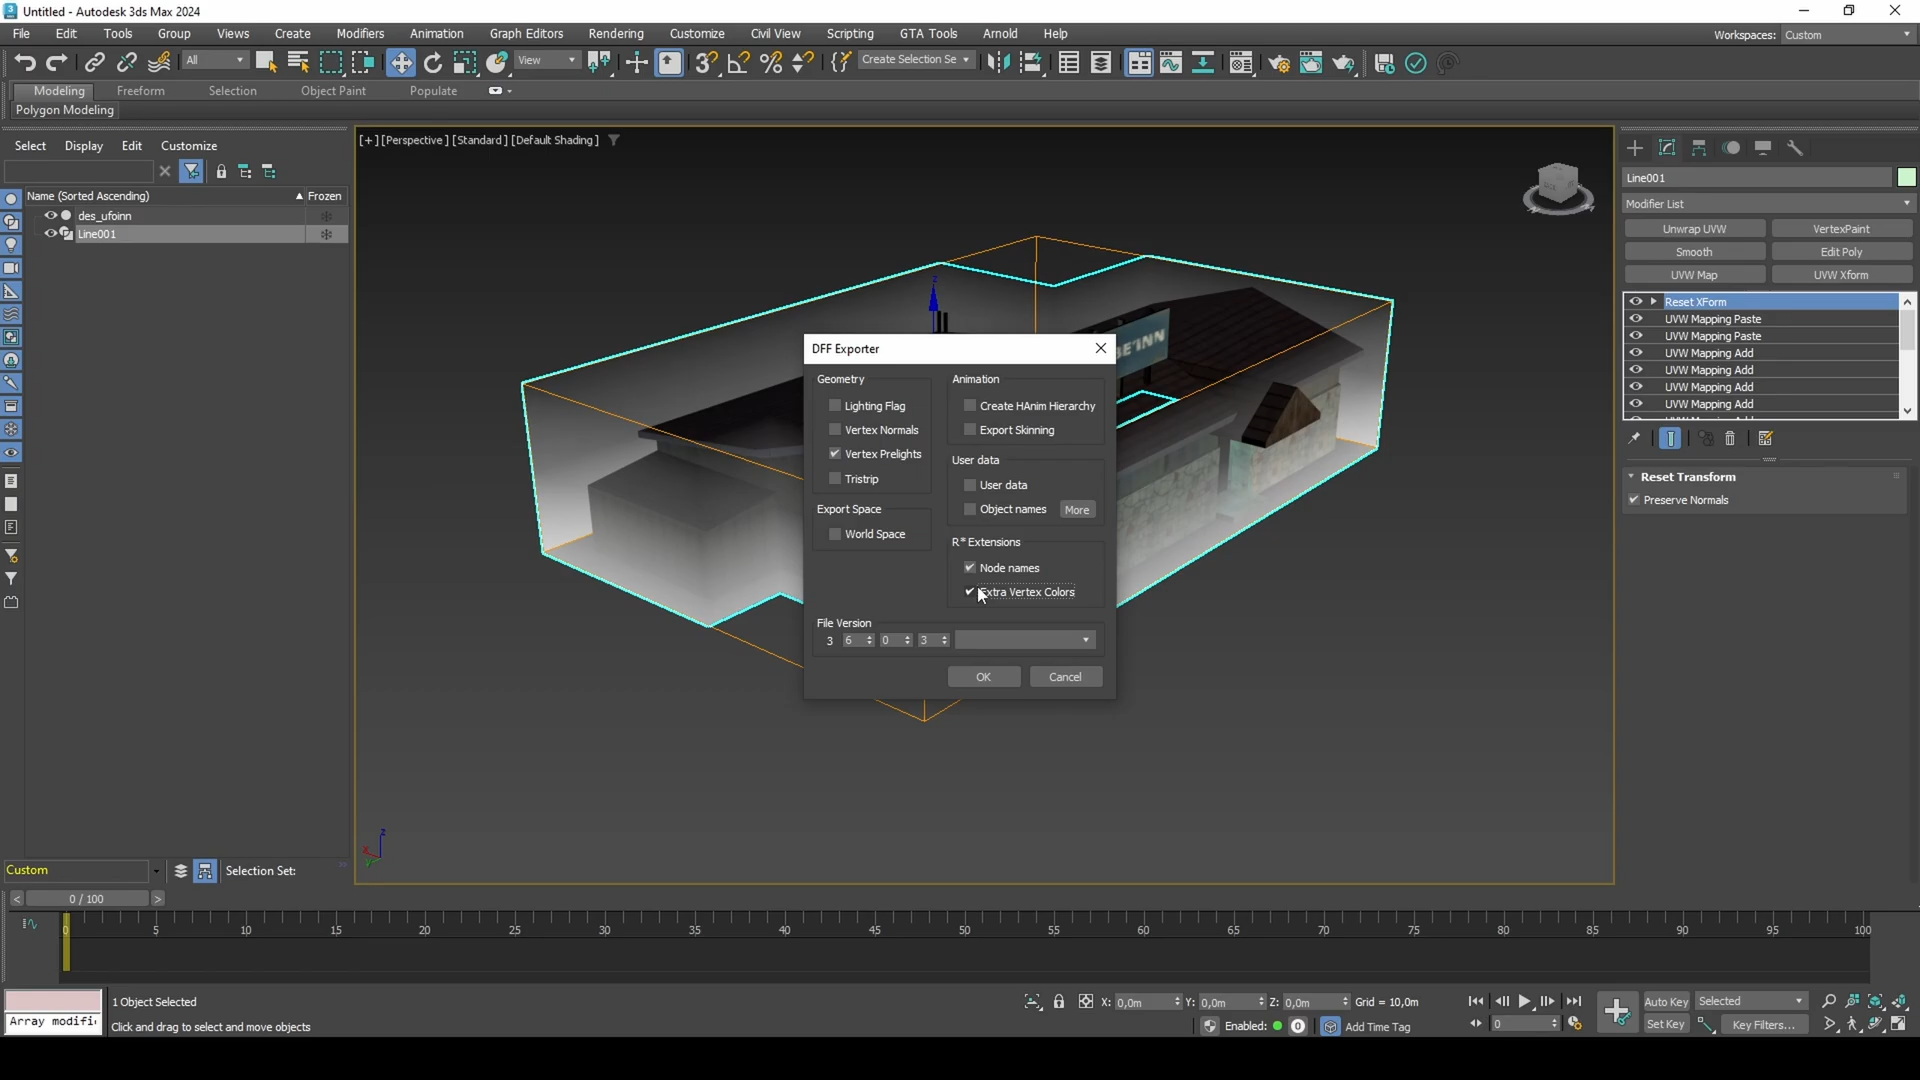 Untitled - Autodesk 3ds Max 2024
File Edit Tools Group Views Create Modifiers Animation Graph Editors Rendering Customize Civil View Scripting GTA Tools Arnold Help
Workspaces: Custom
All View Create Selection Se
Modeling Freeform Selection Object Paint Populate
Polygon Modeling
Select Display Edit Customize
Name (Sorted Ascending) Frozen
des_ufoinn
Line001
[+] [Perspective] [Standard] [Default Shading]
E'INN
DFF Exporter
Geometry
Lighting Flag
Vertex Normals
Vertex Prelights
Tristrip
Export Space
World Space
Animation
Create HAnim Hierarchy
Export Skinning
User data
User data
Object names More
R* Extensions
Node names
Extra Vertex Colors
File Version
3 6 0 3
OK Cancel
Line001
Modifier List
Unwrap UVW VertexPaint
Smooth Edit Poly
UVW Map UVW Xform
Reset XForm
UVW Mapping Paste
UVW Mapping Paste
UVW Mapping Add
UVW Mapping Add
UVW Mapping Add
UVW Mapping Add
Reset Transform
Preserve Normals
z
x
y
Custom Selection Set:
< 0 / 100 >
0 5 10 15 20 25 30 35 40 45 50 55 60 65 70 75 80 85 90 95 100
1 Object Selected
Array modifi
Click and drag to select and move objects
X: 0,0m Y: 0,0m Z: 0,0m Grid = 10,0m
Enabled: 0 Add Time Tag
0
Auto Key Selected
Set Key Key Filters...